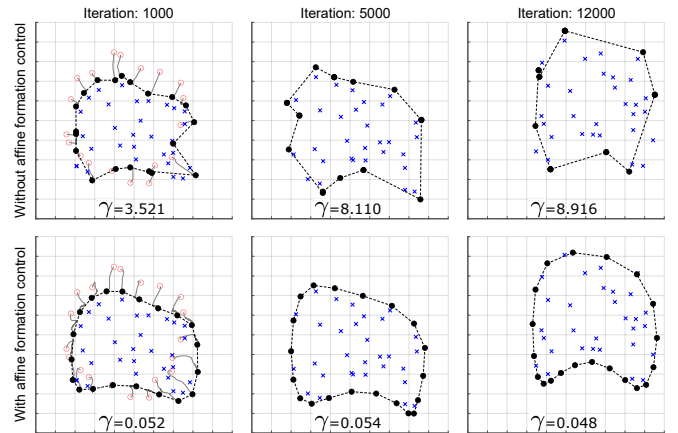 Iteration: 1000
Iteration: 5000
Iteration: 12000
Without affine formation control
γ=3.521
γ=8.110
γ=8.916
With affine formation control
γ=0.052
γ=0.054
γ=0.048